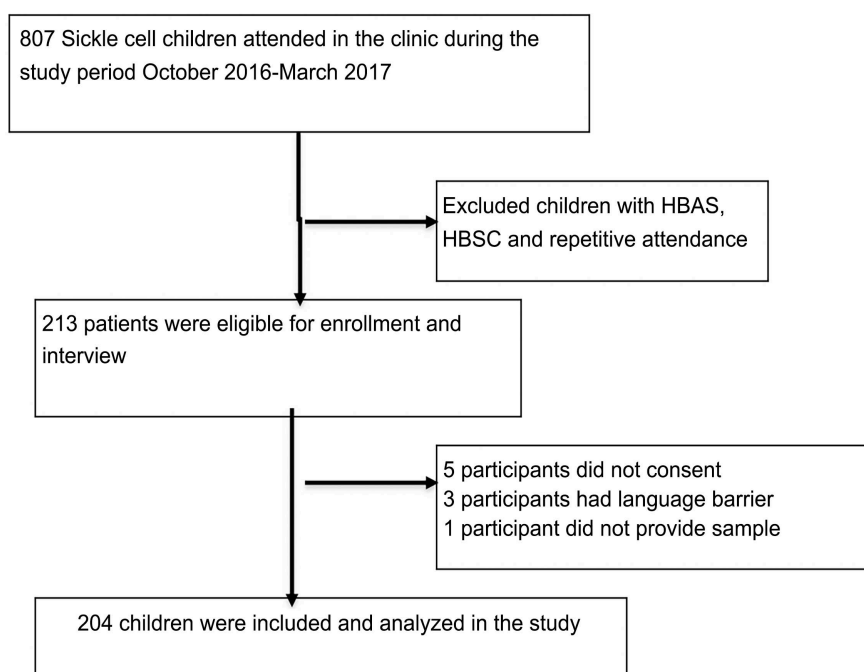 807 Sickle cell children attended in the clinic during the
study period October 2016-March 2017
Excluded children with HBAS,
HBSC and repetitive attendance
213 patients were eligible for enrollment and
interview
5 participants did not consent
3 participants had language barrier
1 participant did not provide sample
204 children were included and analyzed in the study